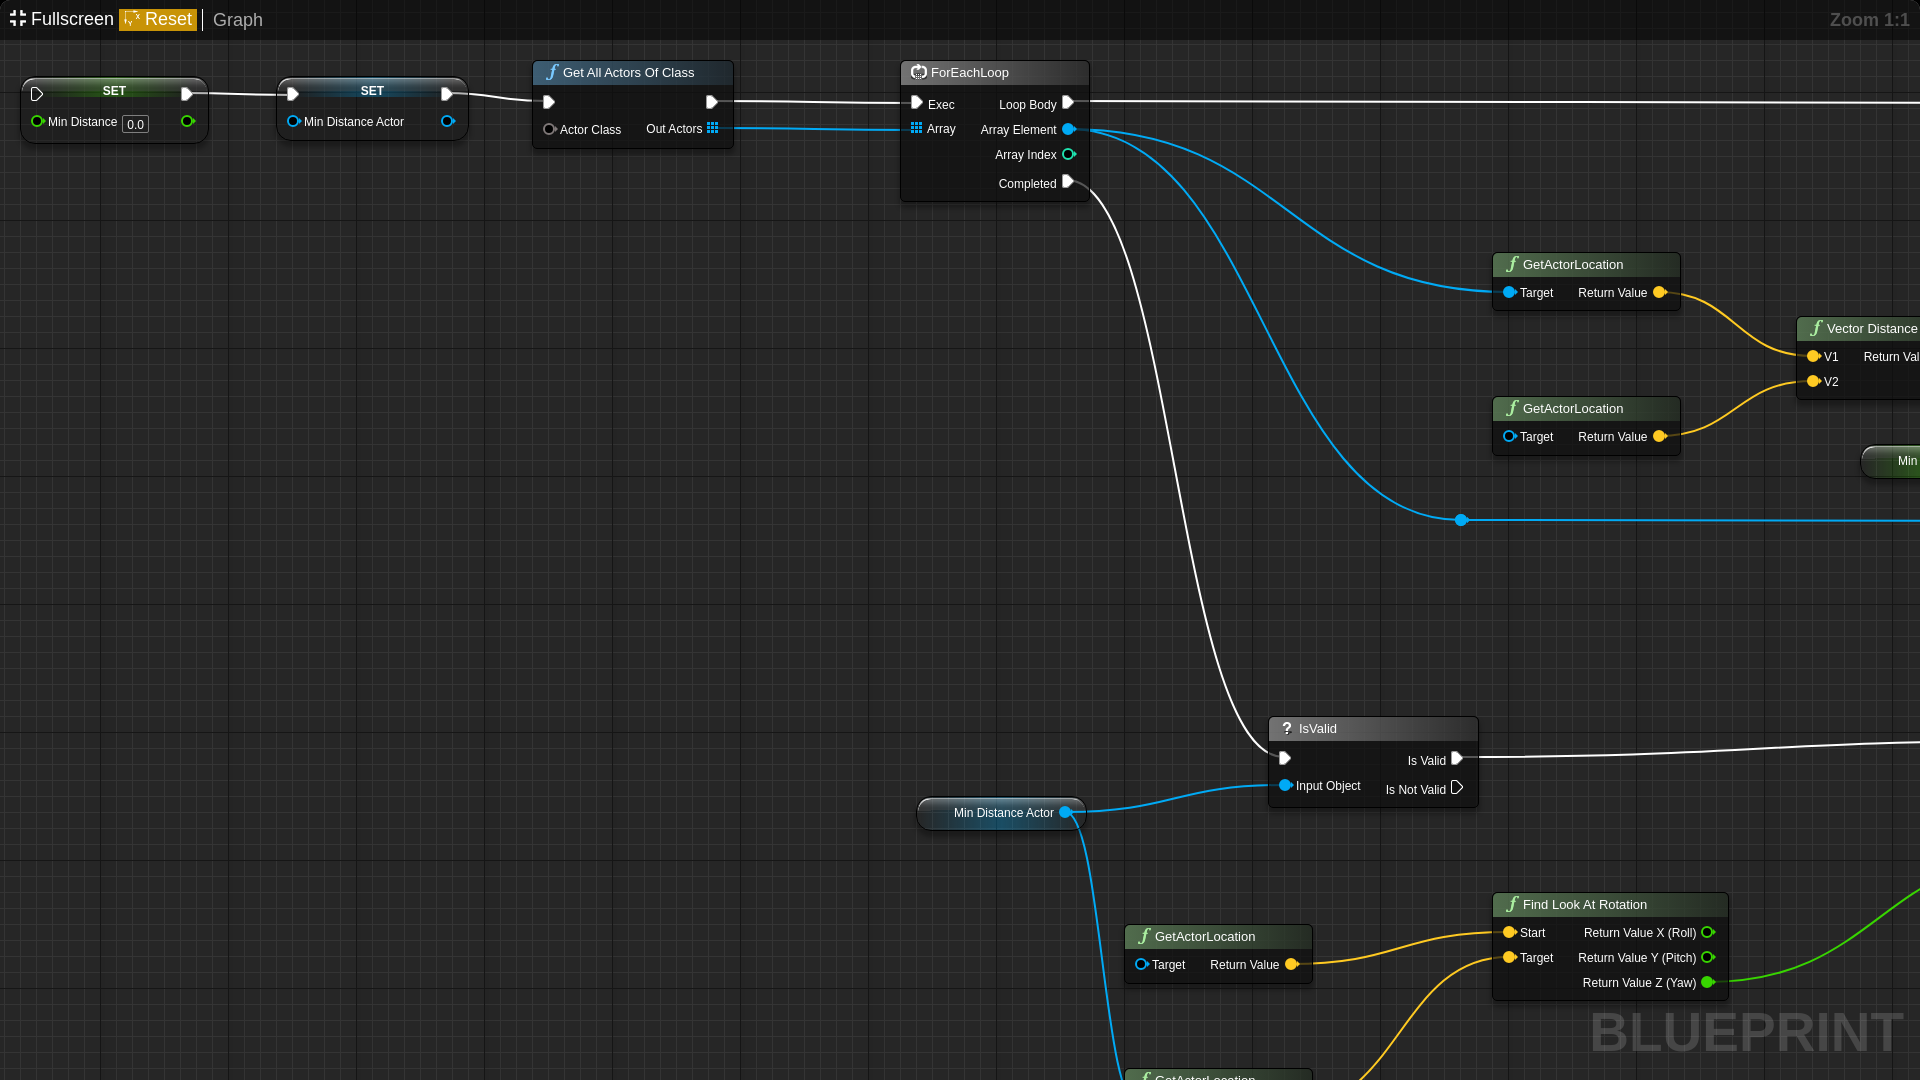 Fullscreen Reset Graph Zoom 1:1
SET
Min Distance 0.0
SET
Min Distance Actor
f Get All Actors Of Class
Actor Class Out Actors
ForEachLoop
Exec Loop Body
Array Array Element
Array Index
Completed
f GetActorLocation
Target Return Value
f Vector Distance
V1 Return Val
V2
f GetActorLocation
Target Return Value
Min
? IsValid
Is Valid
Input Object Is Not Valid
Min Distance Actor
f Find Look At Rotation
Start Return Value X (Roll)
Target Return Value Y (Pitch)
Return Value Z (Yaw)
f GetActorLocation
Target Return Value
BLUEPRINT
f GetActorLocation